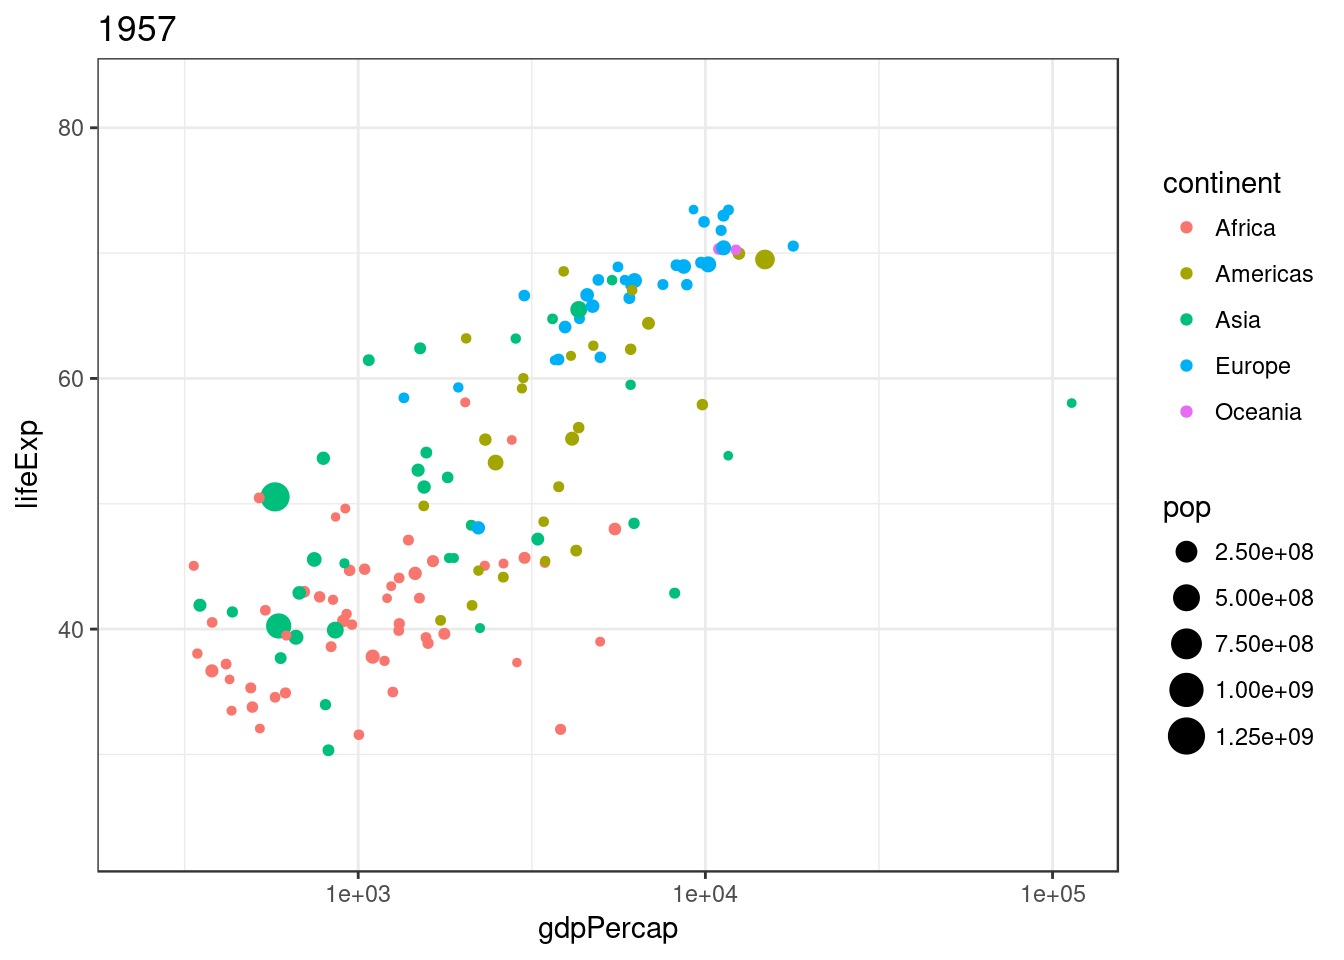 1957
80
60
40
lifeExp
1e+03
1e+04
1e+05
gdpPercap
continent
Africa
Americas
Asia
Europe
Oceania
pop
2.50e+08
5.00e+08
7.50e+08
1.00e+09
1.25e+09